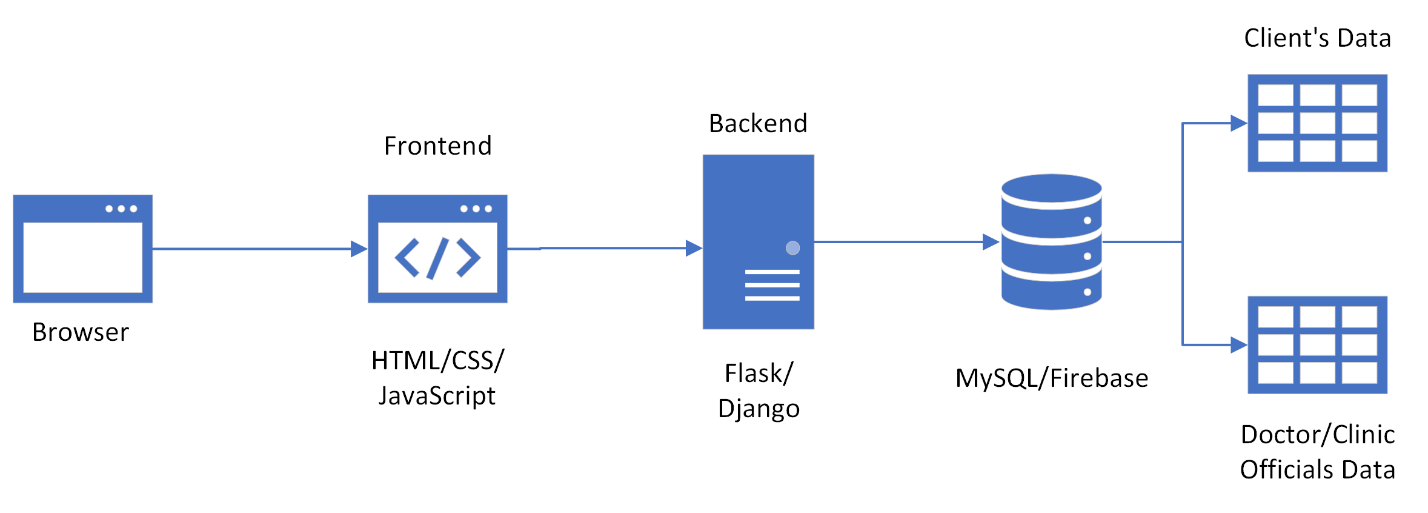 Client's Data
Backend
Frontend
</>
Browser
HTML/CSS/
JavaScript
Flask/
Django
MySQL/Firebase
Doctor/Clinic
Officials Data